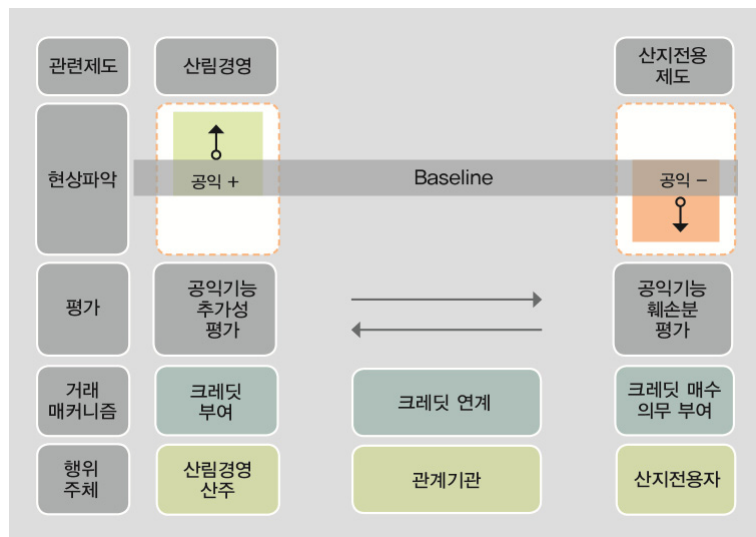 관련제도
산림경영
산지전용
제도
현상파악
공익 +
Baseline
공익 –
평가
공익기능
추가성
평가
공익기능
훼손분
평가
거래
매커니즘
크레딧
부여
크레딧 연계
크레딧 매수
의무 부여
행위
주체
산림경영
산주
관계기관
산지전용자